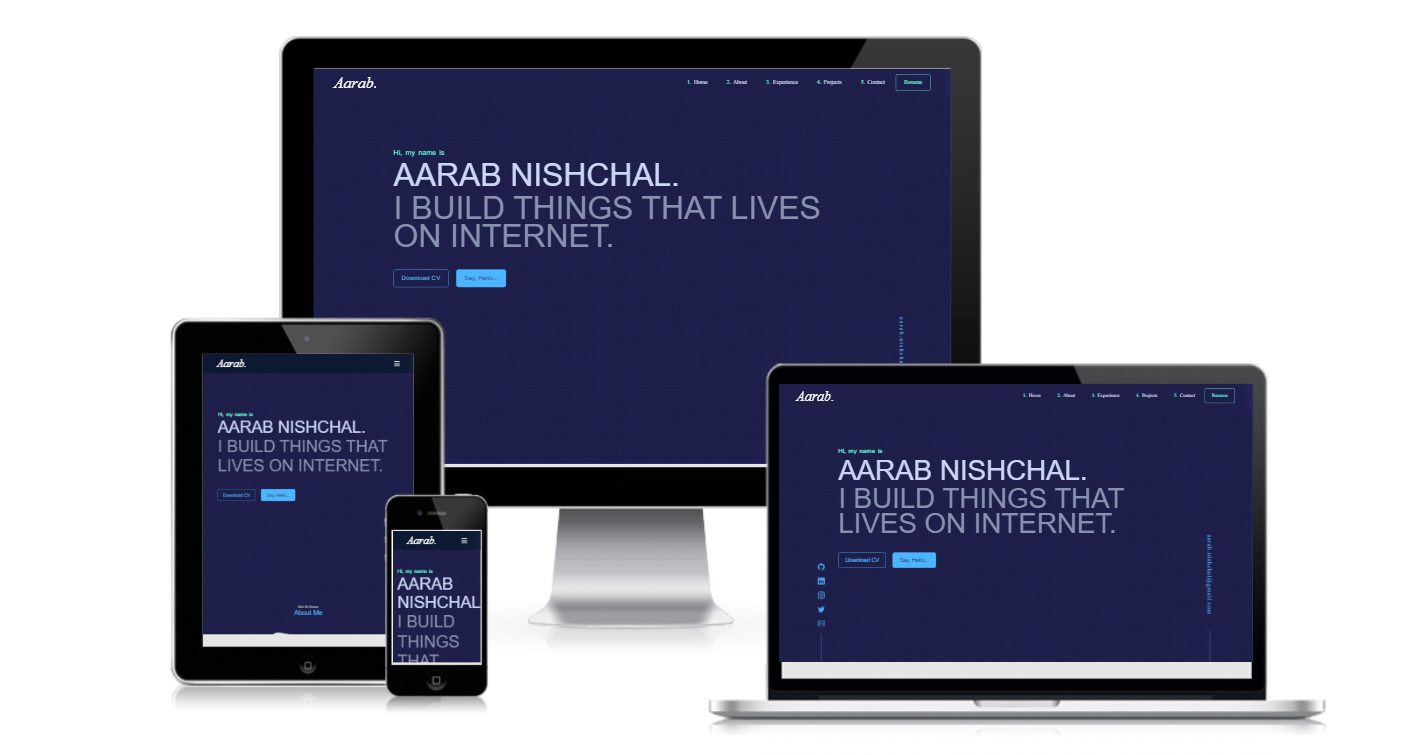 Aarab.
1. Home 2. About 3. Experience 4. Projects 5. Contact Resume
Hi, my name is
AARAB NISHCHAL.
I BUILD THINGS THAT LIVES
ON INTERNET.
Download CV Say, Hello...
Aarab.
Hi, my name is
AARAB NISHCHAL.
I BUILD THINGS THAT
LIVES ON INTERNET.
Download CV Say, Hello...
About Me
Aarab.
Hi, my name is
AARAB
NISHCHAL
I BUILD
THINGS
THAT
Aarab.
1. Home 2. About 3. Experience 4. Projects 5. Contact Resume
Hi, my name is
AARAB NISHCHAL.
I BUILD THINGS THAT
LIVES ON INTERNET.
Download CV Say, Hello...
aarab.nishchal@gmail.com